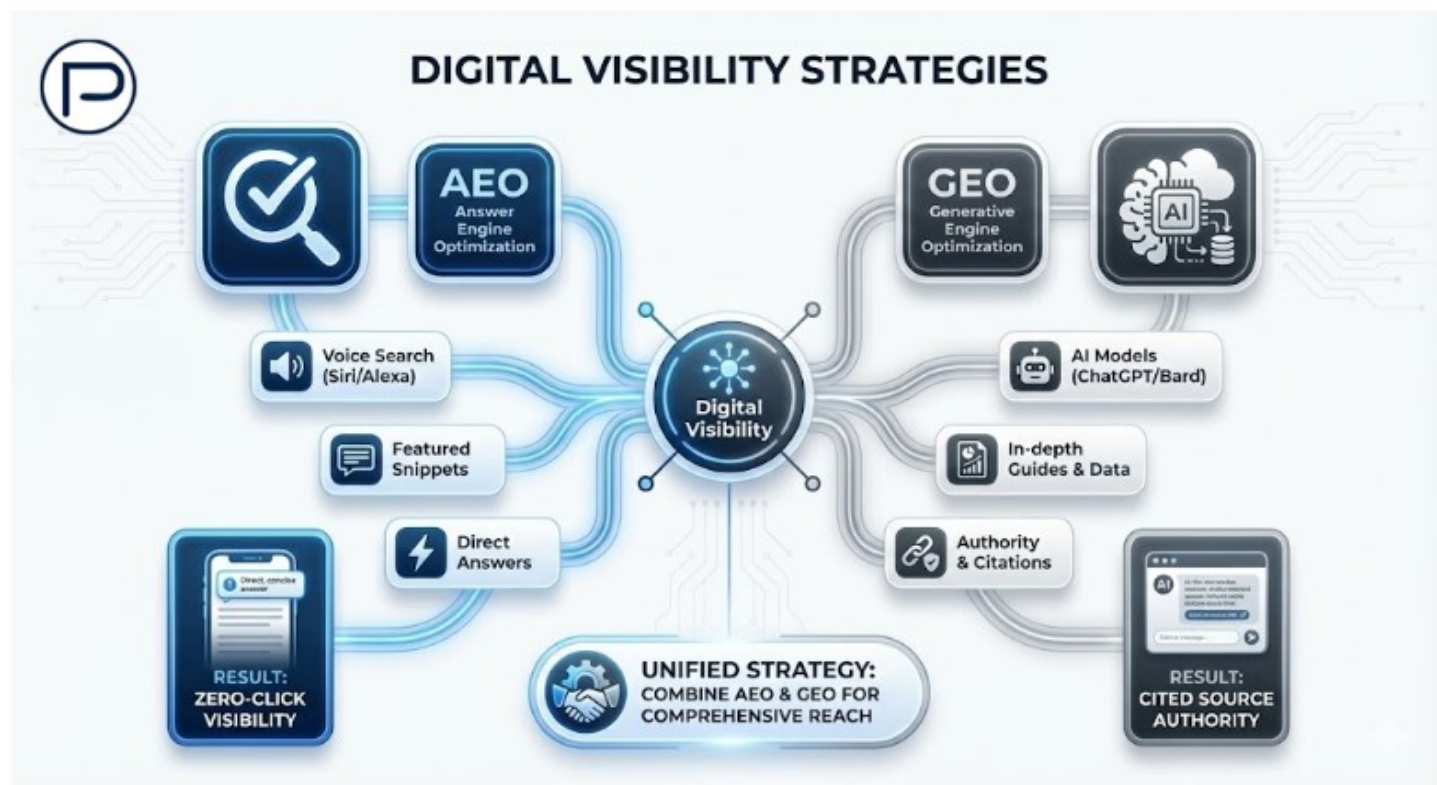 P
DIGITAL VISIBILITY STRATEGIES
AEO
Answer
Engine
Optimization
GEO
Generative
Engine
Optimization
AI
Voice Search
(Siri/Alexa)
Featured
Snippets
Direct
Answers
Digital
Visibility
AI Models
(ChatGPT/Bard)
In-depth
Guides & Data
Authority
& Citations
Direct, concise
answer
RESULT:
ZERO-CLICK
VISIBILITY
UNIFIED STRATEGY:
COMBINE AEO & GEO FOR
COMPREHENSIVE REACH
AI
RESULT:
CITED SOURCE
AUTHORITY